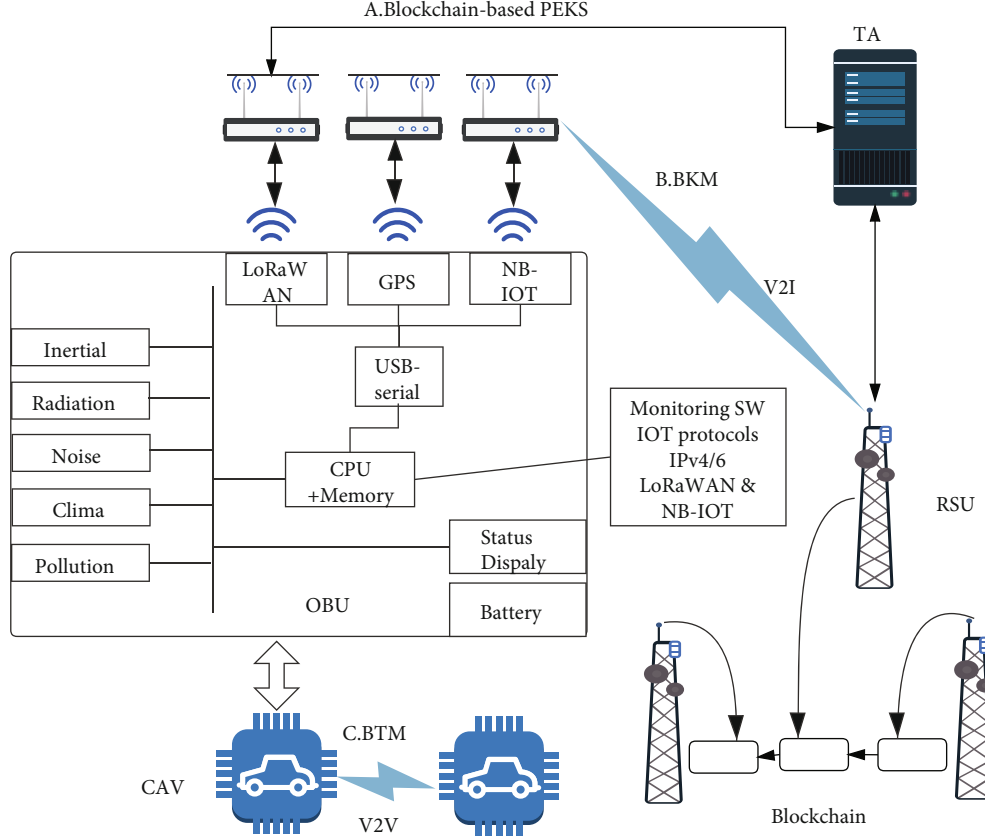 A.Blockchain-based PEKS
TA
B.BKM
V2I
LoRaW
AN
GPS
NB-
IOT
Inertial
Radiation
Noise
Clima
Pollution
USB-
serial
CPU
+Memory
Monitoring SW
IOT protocols
IPv4/6
LoRaWAN &
NB-IOT
RSU
Status
Dispaly
OBU
Battery
C.BTM
CAV
V2V
Blockchain